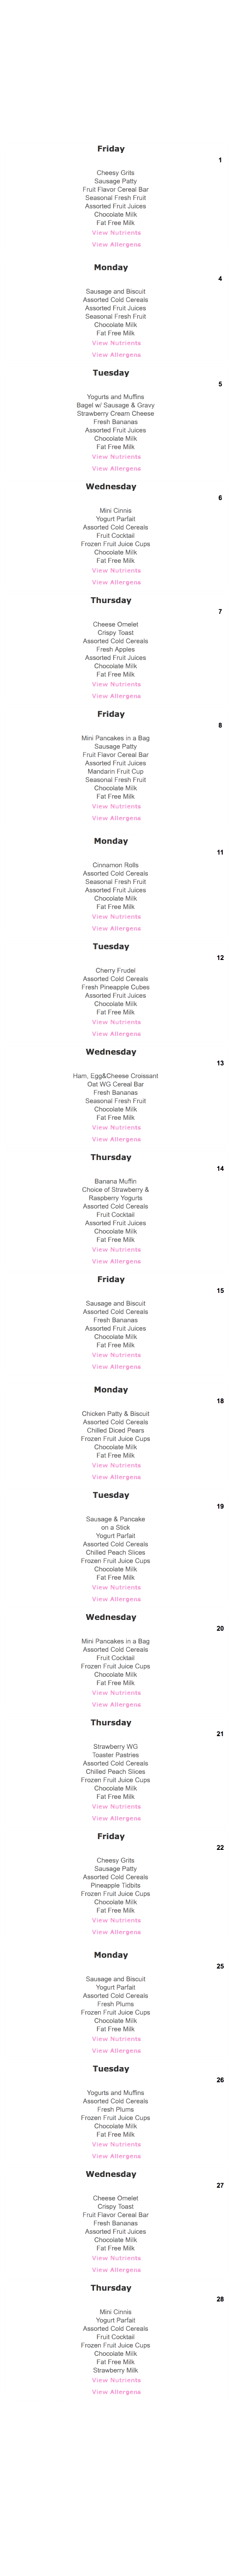 Friday
1
Cheesy Grits
Sausage Patty
Fruit Flavor Cereal Bar
Seasonal Fresh Fruit
Assorted Fruit Juices
Chocolate Milk
Fat Free Milk
View Nutrients
View Allergens
Monday
4
Sausage and Biscuit
Assorted Cold Cereals
Assorted Fruit Juices
Seasonal Fresh Fruit
Chocolate Milk
Fat Free Milk
View Nutrients
View Allergens
Tuesday
5
Yogurts and Muffins
Bagel w/ Sausage & Gravy
Strawberry Cream Cheese
Fresh Bananas
Assorted Fruit Juices
Chocolate Milk
Fat Free Milk
View Nutrients
View Allergens
Wednesday
6
Mini Cinnis
Yogurt Parfait
Assorted Cold Cereals
Fruit Cocktail
Frozen Fruit Juice Cups
Chocolate Milk
Fat Free Milk
View Nutrients
View Allergens
Thursday
7
Cheese Omelet
Crispy Toast
Assorted Cold Cereals
Fresh Apples
Assorted Fruit Juices
Chocolate Milk
Fat Free Milk
View Nutrients
View Allergens
Friday
8
Mini Pancakes in a Bag
Sausage Patty
Fruit Flavor Cereal Bar
Assorted Fruit Juices
Mandarin Fruit Cup
Seasonal Fresh Fruit
Chocolate Milk
Fat Free Milk
View Nutrients
View Allergens
Monday
11
Cinnamon Rolls
Assorted Cold Cereals
Seasonal Fresh Fruit
Assorted Fruit Juices
Chocolate Milk
Fat Free Milk
View Nutrients
View Allergens
Tuesday
12
Cherry Frudel
Assorted Cold Cereals
Fresh Pineapple Cubes
Assorted Fruit Juices
Chocolate Milk
Fat Free Milk
View Nutrients
View Allergens
Wednesday
13
Ham, Egg&Cheese Croissant
Oat WG Cereal Bar
Fresh Bananas
Seasonal Fresh Fruit
Chocolate Milk
Fat Free Milk
View Nutrients
View Allergens
Thursday
14
Banana Muffin
Choice of Strawberry &
Raspberry Yogurts
Assorted Cold Cereals
Fruit Cocktail
Assorted Fruit Juices
Chocolate Milk
Fat Free Milk
View Nutrients
View Allergens
Friday
15
Sausage and Biscuit
Assorted Cold Cereals
Fresh Bananas
Assorted Fruit Juices
Chocolate Milk
Fat Free Milk
View Nutrients
View Allergens
Monday
18
Chicken Patty & Biscuit
Assorted Cold Cereals
Chilled Diced Pears
Frozen Fruit Juice Cups
Chocolate Milk
Fat Free Milk
View Nutrients
View Allergens
Tuesday
19
Sausage & Pancake
on a Stick
Yogurt Parfait
Assorted Cold Cereals
Chilled Peach Slices
Frozen Fruit Juice Cups
Chocolate Milk
Fat Free Milk
View Nutrients
View Allergens
Wednesday
20
Mini Pancakes in a Bag
Assorted Cold Cereals
Fruit Cocktail
Frozen Fruit Juice Cups
Chocolate Milk
Fat Free Milk
View Nutrients
View Allergens
Thursday
21
Strawberry WG
Toaster Pastries
Assorted Cold Cereals
Chilled Peach Slices
Frozen Fruit Juice Cups
Chocolate Milk
Fat Free Milk
View Nutrients
View Allergens
Friday
22
Cheesy Grits
Sausage Patty
Assorted Cold Cereals
Pineapple Tidbits
Frozen Fruit Juice Cups
Chocolate Milk
Fat Free Milk
View Nutrients
View Allergens
Monday
25
Sausage and Biscuit
Yogurt Parfait
Assorted Cold Cereals
Fresh Plums
Frozen Fruit Juice Cups
Chocolate Milk
Fat Free Milk
View Nutrients
View Allergens
Tuesday
26
Yogurts and Muffins
Assorted Cold Cereals
Fresh Plums
Frozen Fruit Juice Cups
Chocolate Milk
Fat Free Milk
View Nutrients
View Allergens
Wednesday
27
Cheese Omelet
Crispy Toast
Fruit Flavor Cereal Bar
Fresh Bananas
Assorted Fruit Juices
Chocolate Milk
Fat Free Milk
View Nutrients
View Allergens
Thursday
28
Mini Cinnis
Yogurt Parfait
Assorted Cold Cereals
Fruit Cocktail
Frozen Fruit Juice Cups
Chocolate Milk
Fat Free Milk
Strawberry Milk
View Nutrients
View Allergens